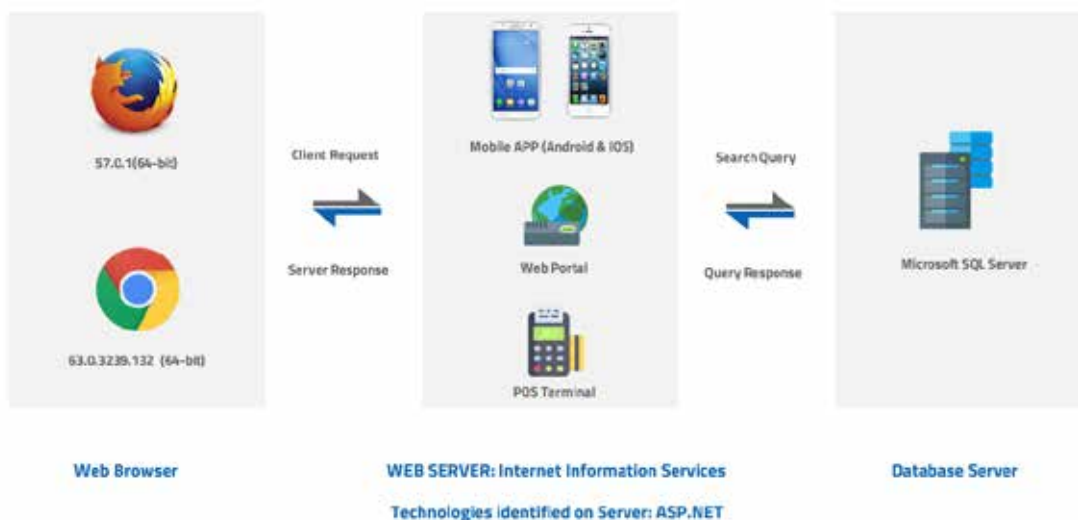 57.0.1(64-bit)
63.0.3239.132 (64-bit)
Web Browser
Client Request
Server Response
Mobile APP (Android & IOS)
Web Portal
POS Terminal
WEB SERVER: Internet Information Services
Technologies identified on Server: ASP.NET
Search Query
Query Response
Microsoft SQL Server
Database Server